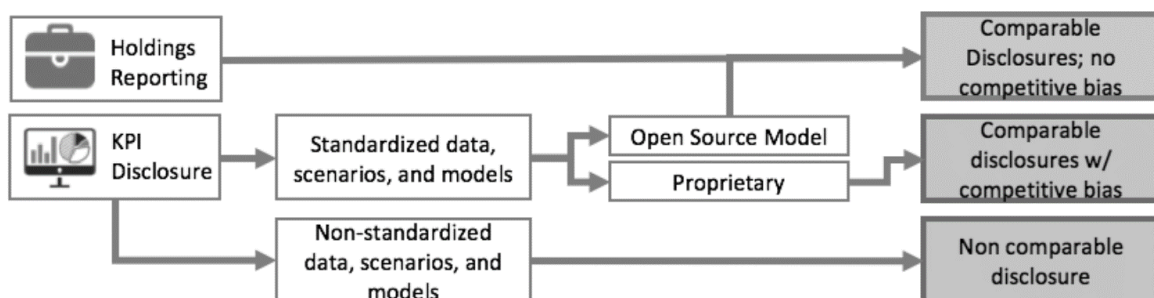 Holdings
Reporting
Comparable
Disclosures; no
competitive bias
KPI
Disclosure
Standardized data,
scenarios, and models
Open Source Model
Proprietary
Comparable
disclosures w/
competitive bias
Non-standardized
data, scenarios, and
models
Non comparable
disclosure